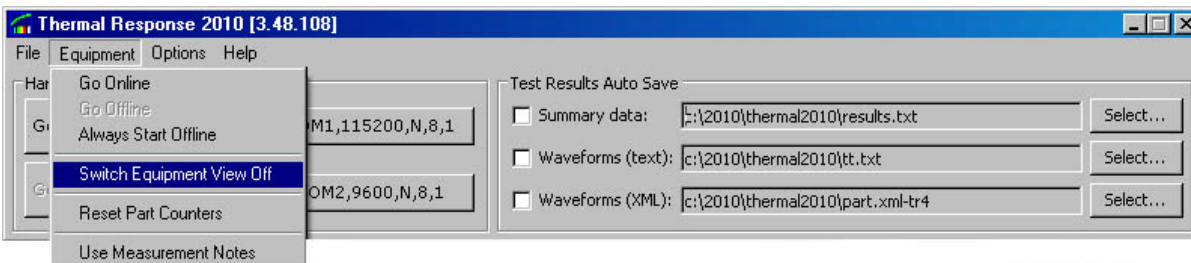 Thermal Response 2010 [3.48.108]
File Equipment Options Help
Go Online
Go Offline
Always Start Offline
Switch Equipment View Off
Reset Part Counters
Use Measurement Notes
OM1,115200,N,8,1
OM2,9600,N,8,1
Test Results Auto Save
Summary data: c:\2010\thermal2010\results.txt Select...
Waveforms (text): c:\2010\thermal2010\tt.txt Select...
Waveforms (XML): c:\2010\thermal2010\part.xml-tr4 Select...